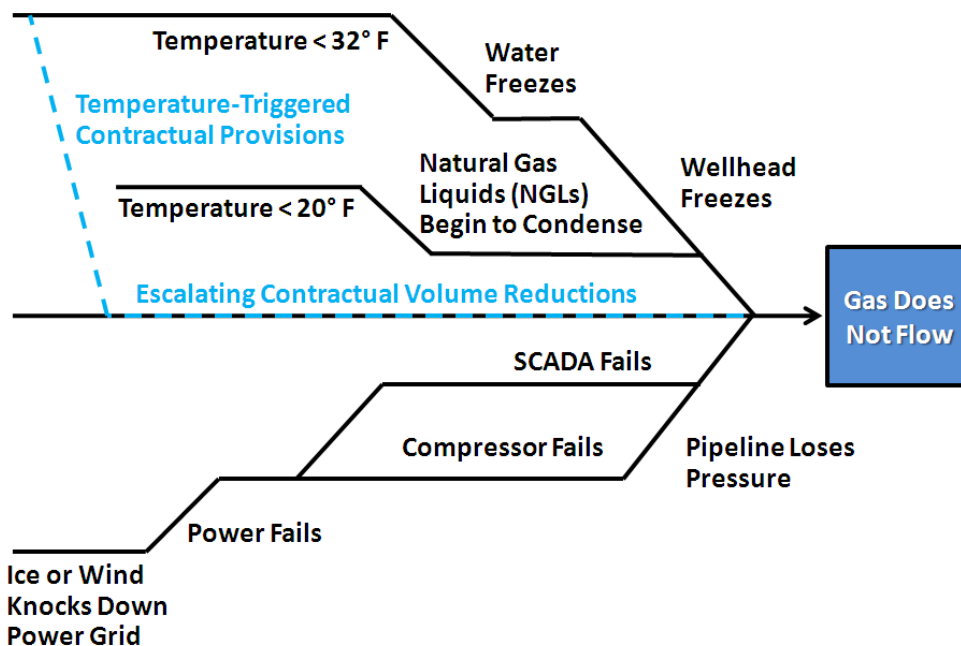 Temperature < 32° F
Water
Freezes
Temperature-Triggered
Contractual Provisions
Natural Gas
Liquids (NGLs)
Begin to Condense
Wellhead
Freezes
Temperature < 20° F
Escalating Contractual Volume Reductions
Gas Does
Not Flow
SCADA Fails
Compressor Fails
Pipeline Loses
Pressure
Power Fails
Ice or Wind
Knocks Down
Power Grid